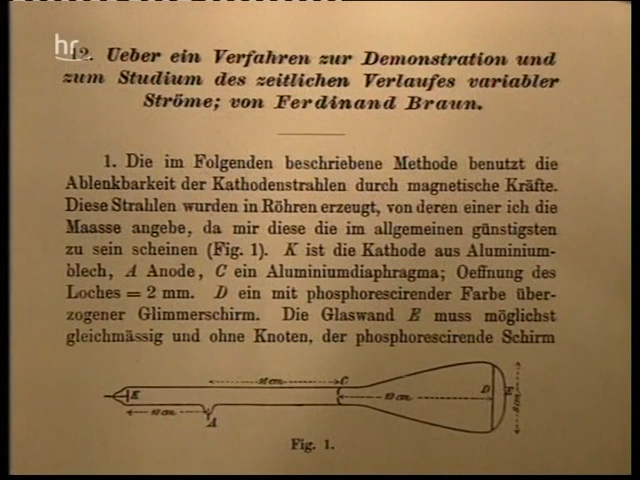 hr
12. Ueber ein Verfahren zur Demonstration und
zum Studium des zeitlichen Verlaufes variabler
Ströme; von Ferdinand Braun.
1. Die im Folgenden beschriebene Methode benutzt die
Ablenkbarkeit der Kathodenstrahlen durch magnetische Kräfte.
Diese Strahlen wurden in Röhren erzeugt, von deren einer ich die
Maasse angebe, da mir diese die im allgemeinen günstigsten
zu sein scheinen (Fig. 1). K ist die Kathode aus Aluminium-
blech, A Anode, C ein Aluminiumdiaphragma; Oeffnung des
Loches = 2 mm. D ein mit phosphorescirender Farbe über-
zogener Glimmerschirm. Die Glaswand E muss möglichst
gleichmässig und ohne Knoten, der phosphorescirende Schirm
C
K
D
E
A
Fig. 1.